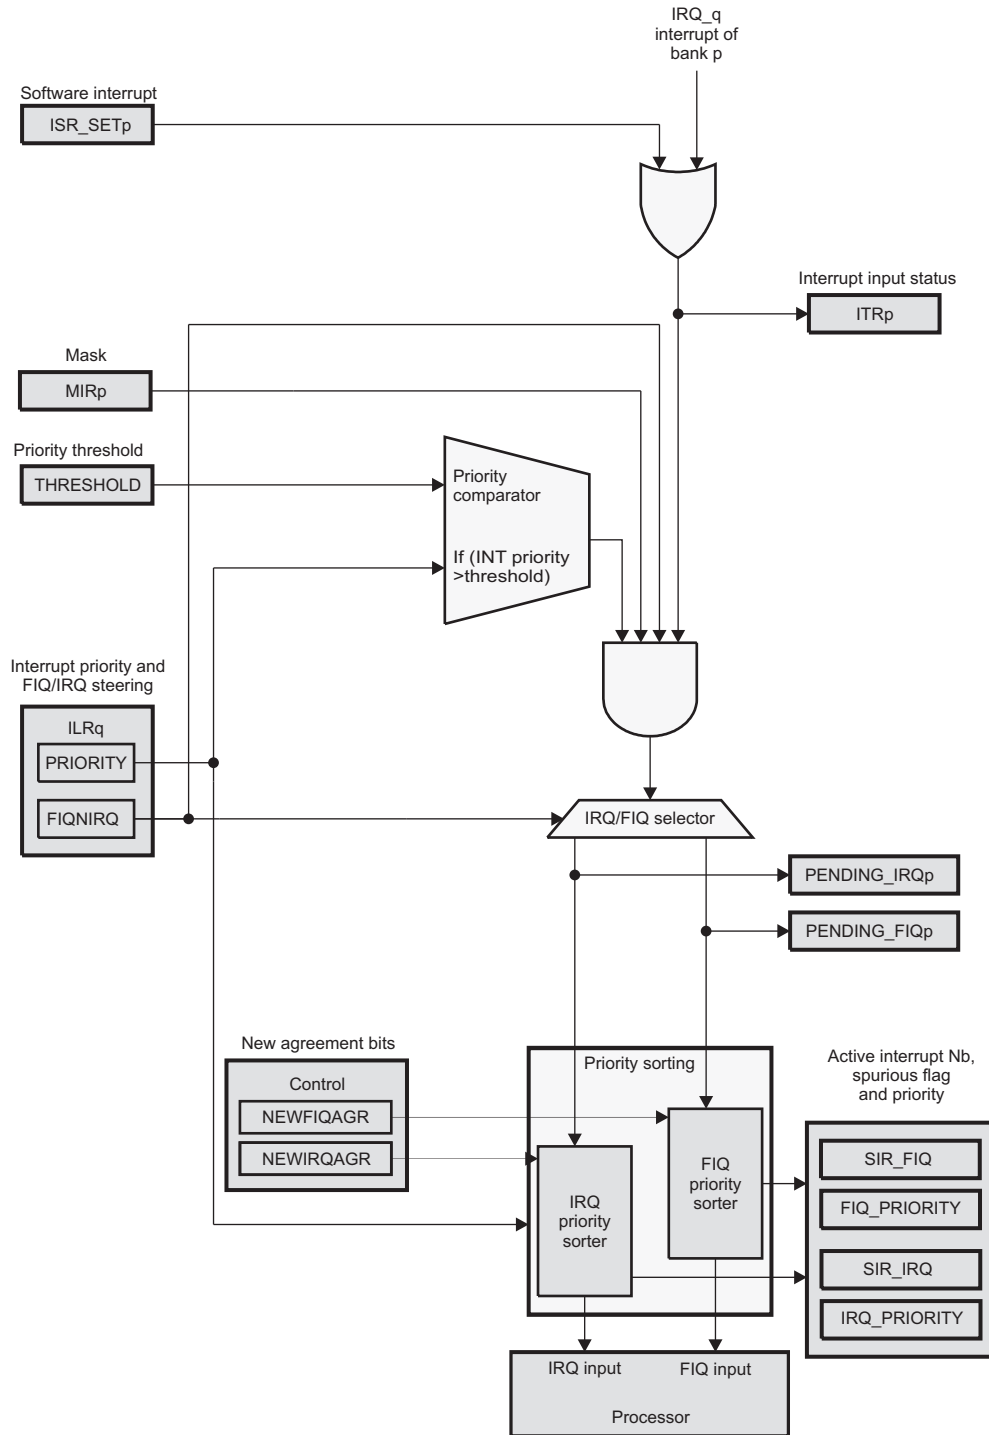 IRQ_q
interrupt of
bank p
Software interrupt
ISR_SETp
Interrupt input status
ITRp
Mask
MIRp
Priority threshold
THRESHOLD
Priority
comparator
If (INT priority
>threshold)
Interrupt priority and
FIQ/IRQ steering
ILRq
PRIORITY
FIQNIRQ
IRQ/FIQ selector
PENDING_IRQp
PENDING_FIQp
New agreement bits
Control
NEWFIQAGR
NEWIRQAGR
Priority sorting
IRQ
priority
sorter
FIQ
priority
sorter
Active interrupt Nb,
spurious flag
and priority
SIR_FIQ
FIQ_PRIORITY
SIR_IRQ
IRQ_PRIORITY
IRQ input
FIQ input
Processor